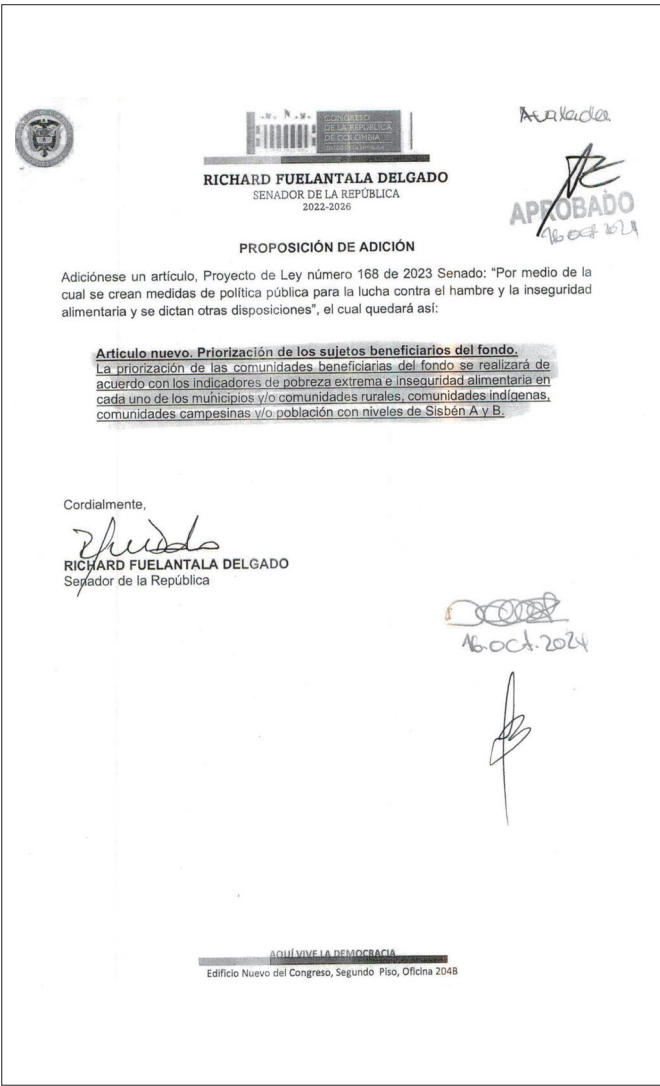 CONGRESO
DE LA REPÚBLICA
DE COLOMBIA
Avalada
RICHARD FUELANTALA DELGADO
SENADOR DE LA REPÚBLICA
2022-2026
APROBADO
16 oct 2024
PROPOSICIÓN DE ADICIÓN
Adiciónese un artículo, Proyecto de Ley número 168 de 2023 Senado: “Por medio de la
cual se crean medidas de política pública para la lucha contra el hambre y la inseguridad
alimentaria y se dictan otras disposiciones”, el cual quedará así:
Articulo nuevo. Priorización de los sujetos beneficiarios del fondo.
La priorización de las comunidades beneficiarias del fondo se realizará de
acuerdo con los indicadores de pobreza extrema e inseguridad alimentaria en
cada uno de los municipios y/o comunidades rurales, comunidades indígenas,
comunidades campesinas y/o población con niveles de Sisbén A y B.
Cordialmente,
RICHARD FUELANTALA DELGADO
Senador de la República
16.oct.2024
AQUÍ VIVE LA DEMOCRACIA
Edificio Nuevo del Congreso, Segundo Piso, Oficina 204B